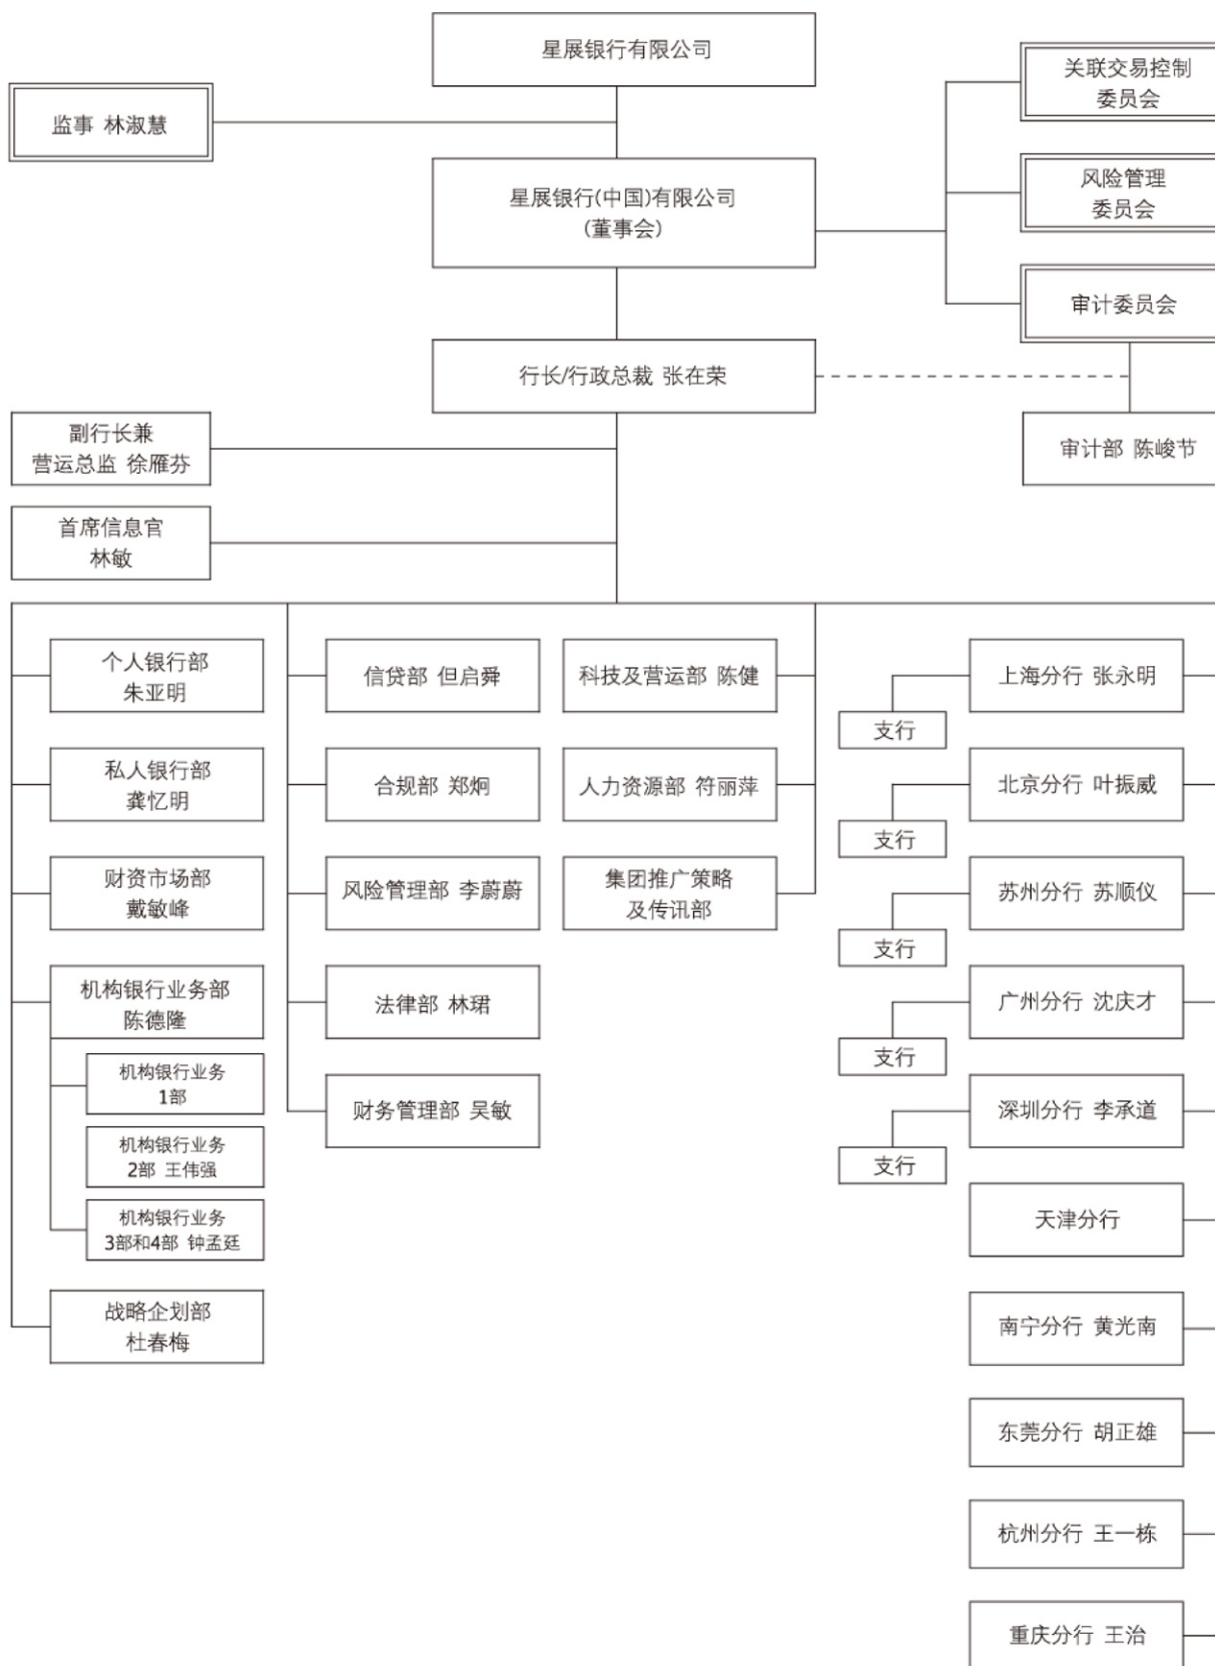 星展银行有限公司
监事 林淑慧
关联交易控制
委员会
星展银行(中国)有限公司
(董事会)
风险管理
委员会
审计委员会
行长/行政总裁 张在荣
副行长兼
营运总监 徐雁芬
审计部 陈峻节
首席信息官
林敏
个人银行部
朱亚明
私人银行部
龚忆明
财资市场部
戴敏峰
机构银行业务部
陈德隆
机构银行业务
1部
机构银行业务
2部 王伟强
机构银行业务
3部和4部 钟孟廷
战略企划部
杜春梅
信贷部 但启舜
合规部 郑炯
风险管理部 李蔚蔚
法律部 林珺
财务管理部 吴敏
科技及营运部 陈健
人力资源部 符丽萍
集团推广策略
及传讯部
上海分行 张永明
支行
北京分行 叶振威
支行
苏州分行 苏顺仪
支行
广州分行 沈庆才
支行
深圳分行 李承道
支行
天津分行
南宁分行 黄光南
东莞分行 胡正雄
杭州分行 王一栋
重庆分行 王治